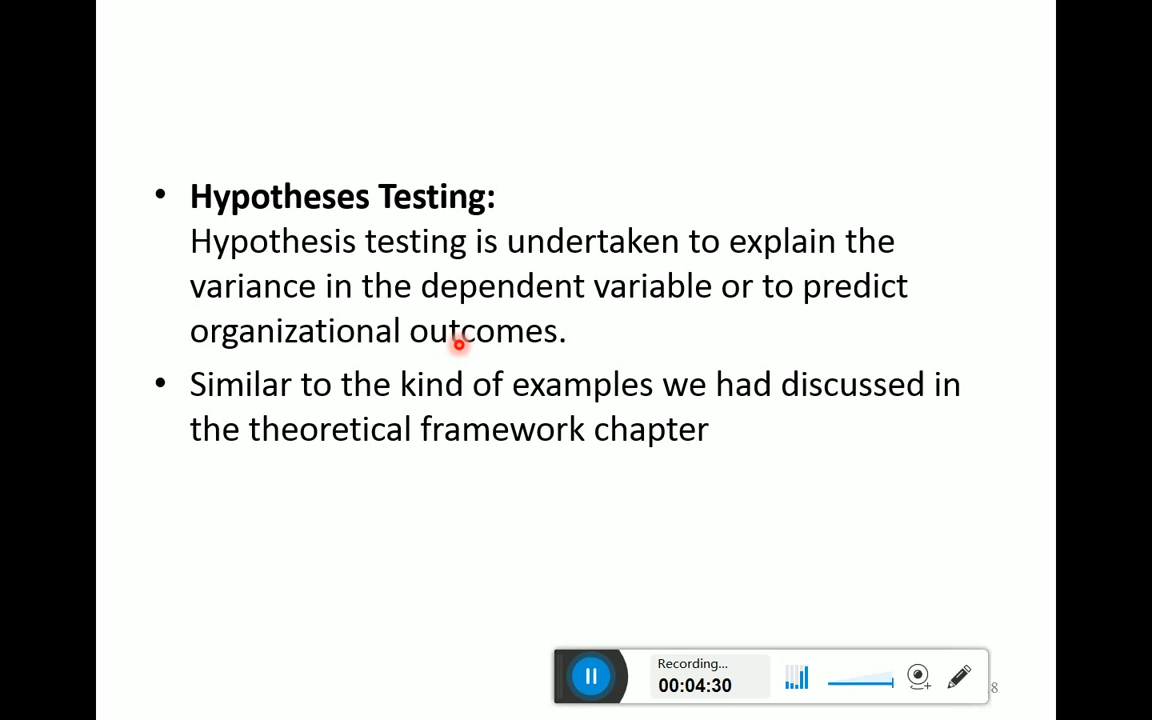 • Hypotheses Testing:
Hypothesis testing is undertaken to explain the
variance in the dependent variable or to predict
organizational outcomes.
• Similar to the kind of examples we had discussed in
the theoretical framework chapter
Recording...
00:04:30
8